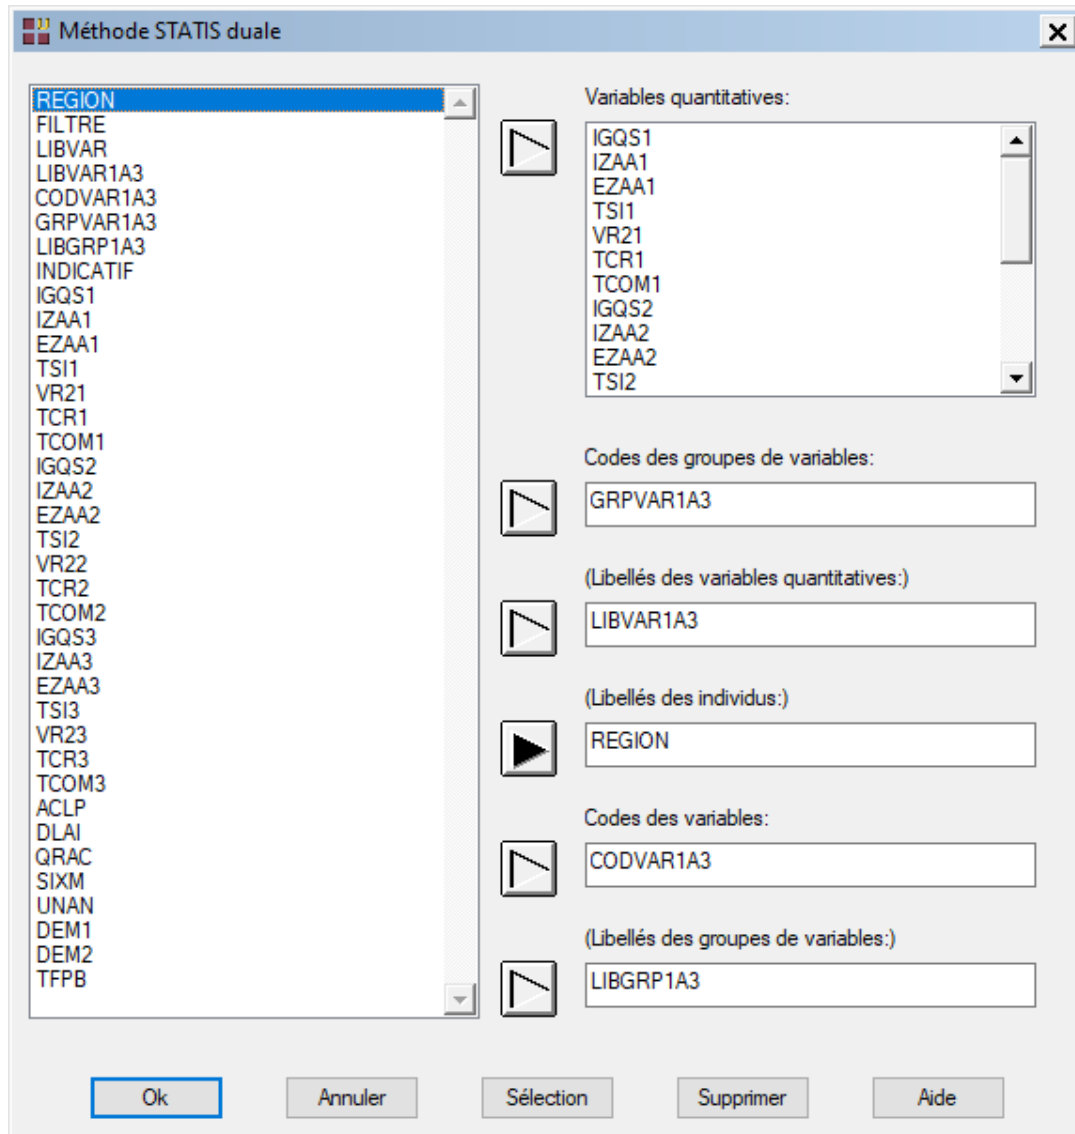 Méthode STATIS duale
REGION
FILTRE
LIBVAR
LIBVAR1A3
CODVAR1A3
GRPVAR1A3
LIBGRP1A3
INDICATIF
IGQS1
IZAA1
EZAA1
TSI1
VR21
TCR1
TCOM1
IGQS2
IZAA2
EZAA2
TSI2
VR22
TCR2
TCOM2
IGQS3
IZAA3
EZAA3
TSI3
VR23
TCR3
TCOM3
ACLP
DLAI
QRAC
SIXM
UNAN
DEM1
DEM2
TFPB
Variables quantitatives:
IGQS1
IZAA1
EZAA1
TSI1
VR21
TCR1
TCOM1
IGQS2
IZAA2
EZAA2
TSI2
Codes des groupes de variables:
GRPVAR1A3
(Libellés des variables quantitatives:)
LIBVAR1A3
(Libellés des individus:)
REGION
Codes des variables:
CODVAR1A3
(Libellés des groupes de variables:)
LIBGRP1A3
Ok Annuler Sélection Supprimer Aide